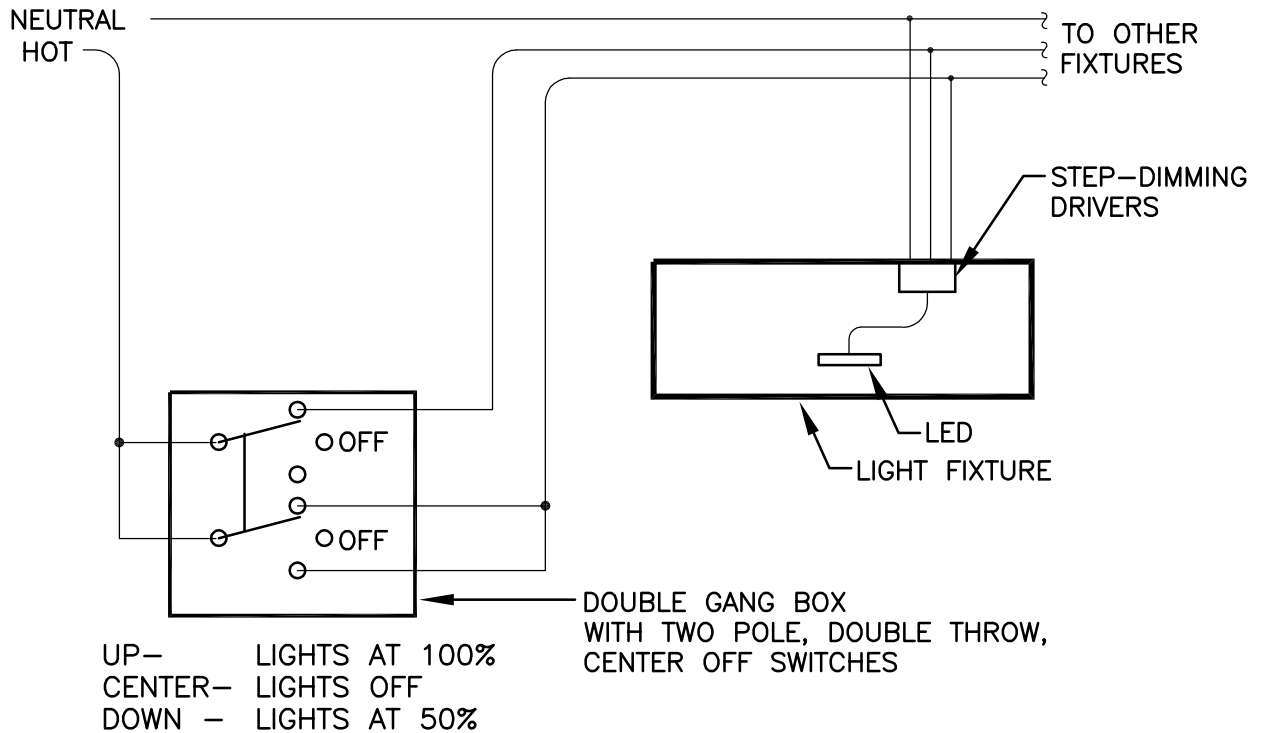 NEUTRAL
HOT
TO OTHER
FIXTURES
STEP-DIMMING
DRIVERS
LED
LIGHT FIXTURE
OFF
OFF
DOUBLE GANG BOX
WITH TWO POLE, DOUBLE THROW,
CENTER OFF SWITCHES
UP- LIGHTS AT 100%
CENTER- LIGHTS OFF
DOWN - LIGHTS AT 50%